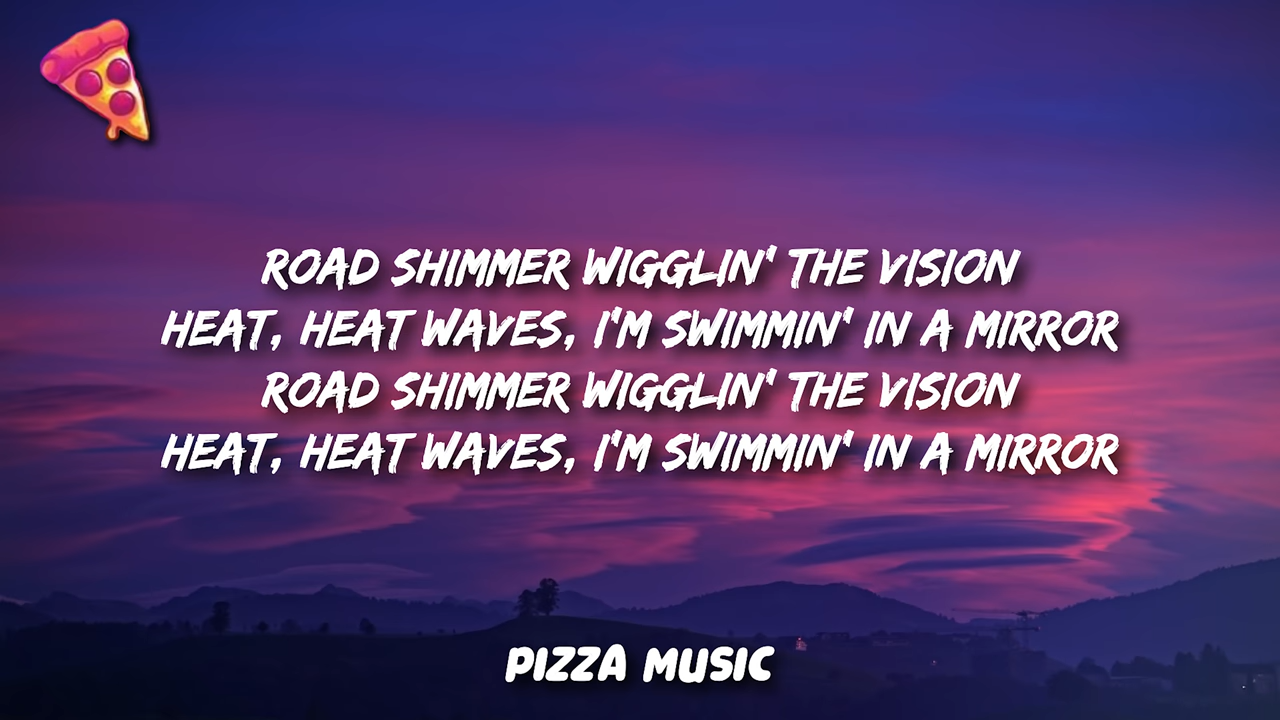 ROAD SHIMMER WIGGLIN' THE VISION
HEAT, HEAT WAVES, I'M SWIMMIN' IN A MIRROR
ROAD SHIMMER WIGGLIN' THE VISION
HEAT, HEAT WAVES, I'M SWIMMIN' IN A MIRROR
PIZZA MUSIC